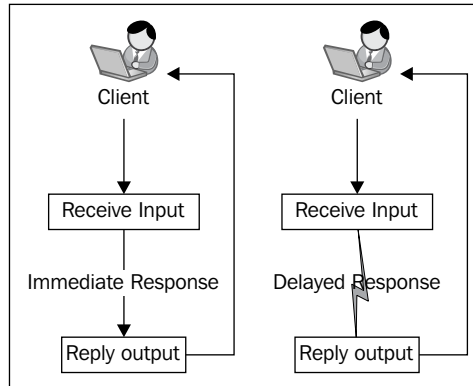 Client
Receive Input
Immediate Response
Reply output
Client
Receive Input
Delayed Response
Reply output